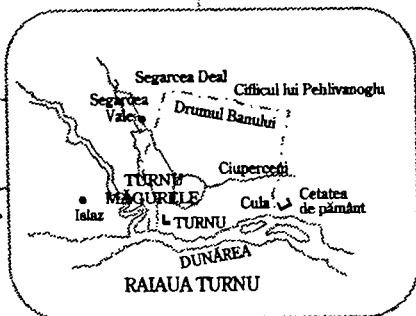 Segarcea Deal
Ciflicul lui Pehlivanoglu
Segarcea
Vale
Drumul Banului
Ciuperceni
TURNU
MĂGURELE
Islaz
TURNU
Cula
Cetatea
de pământ
DUNĂREA
RAIAUA TURNU